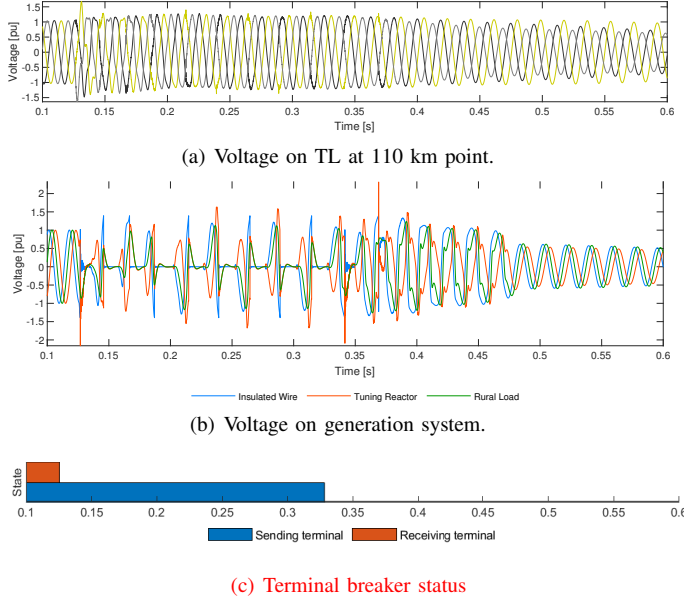 1.5
1
0.5
0
-0.5
-1
-1.5
Voltage [pu]
0.1 0.15 0.2 0.25 0.3 0.35 0.4 0.45 0.5 0.55 0.6
Time [s]
(a) Voltage on TL at 110 km point.
2
1.5
1
0.5
0
-0.5
-1
-1.5
-2
Voltage [pu]
0.1 0.15 0.2 0.25 0.3 0.35 0.4 0.45 0.5 0.55 0.6
Time [s]
Insulated Wire Tuning Reactor Rural Load
(b) Voltage on generation system.
State
0.1 0.15 0.2 0.25 0.3 0.35 0.4 0.45 0.5 0.55 0.6
Sending terminal Receiving terminal
(c) Terminal breaker status